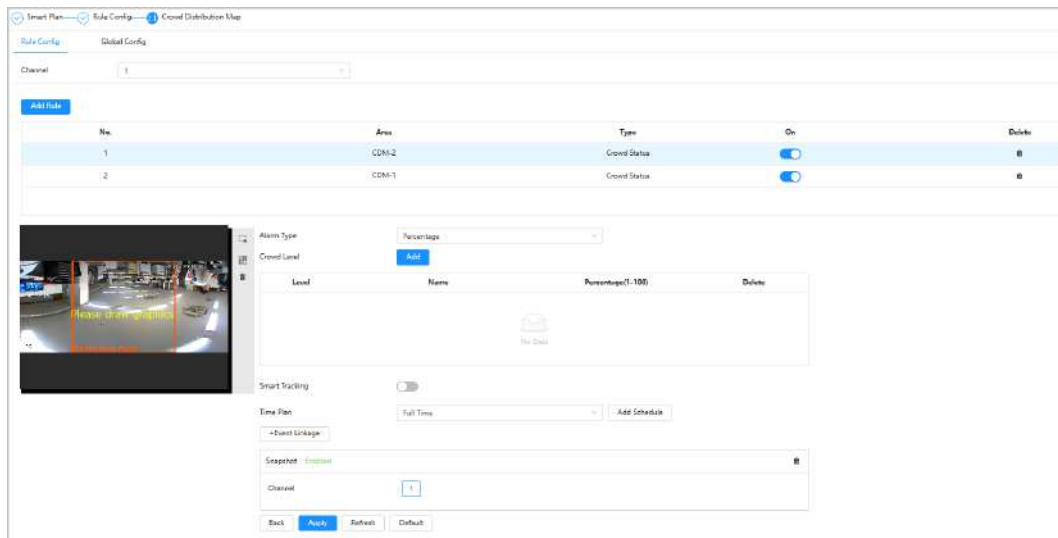 Smart Plan Rule Config Crowd Distribution Map
Rule Config Global Config
Channel 1
Add Rule
No. Area Type On Delete
1 CDM-2 Crowd Status
2 CDM-1 Crowd Status
Alarm Type Percentage
Crowd Level Add
Level Name Percentage(1-100) Delete
Please draw graphics
No Data
Smart Tracking
Time Plan Full Time Add Schedule
+Event Linkage
Snapshot Enabled
Channel 1
Back Apply Refresh Default